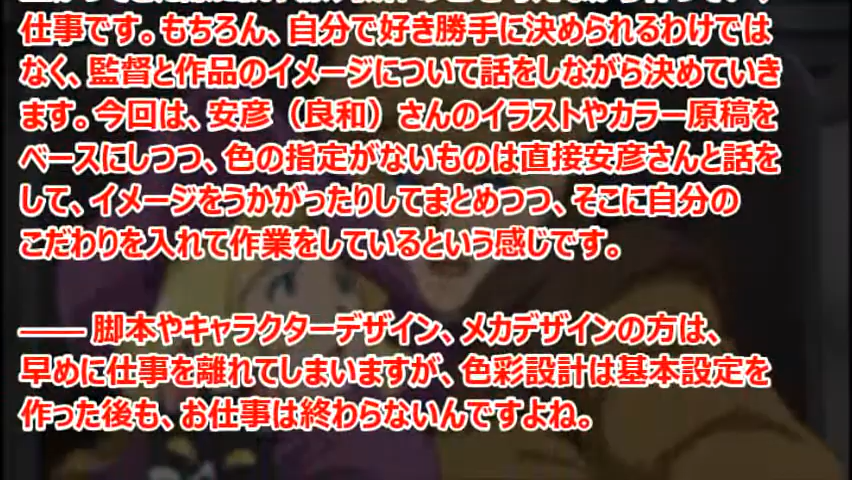 仕事です。もちろん、自分で好き勝手に決められるわけでは
なく、監督と作品のイメージについて話をしながら決めていき
ます。今回は、安彦（良和）さんのイラストやカラー原稿を
ベースにしつつ、色の指定がないものは直接安彦さんと話を
して、イメージをうかがったりしてまとめつつ、そこに自分の
こだわりを入れて作業をしているという感じです。
―― 脚本やキャラクターデザイン、メカデザインの方は、
早めに仕事を離れてしまいますが、色彩設計は基本設定を
作った後も、お仕事は終わらないんですよね。